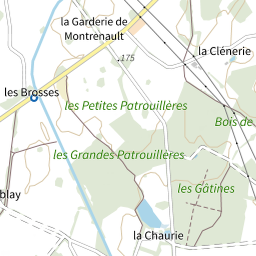 la Garderie de
Montrenault
.175
la Clénerie
les Brosses
les Petites Patrouillères
Bois de
les Grandes Patrouillères
les Gâtines
blay
la Chaurie